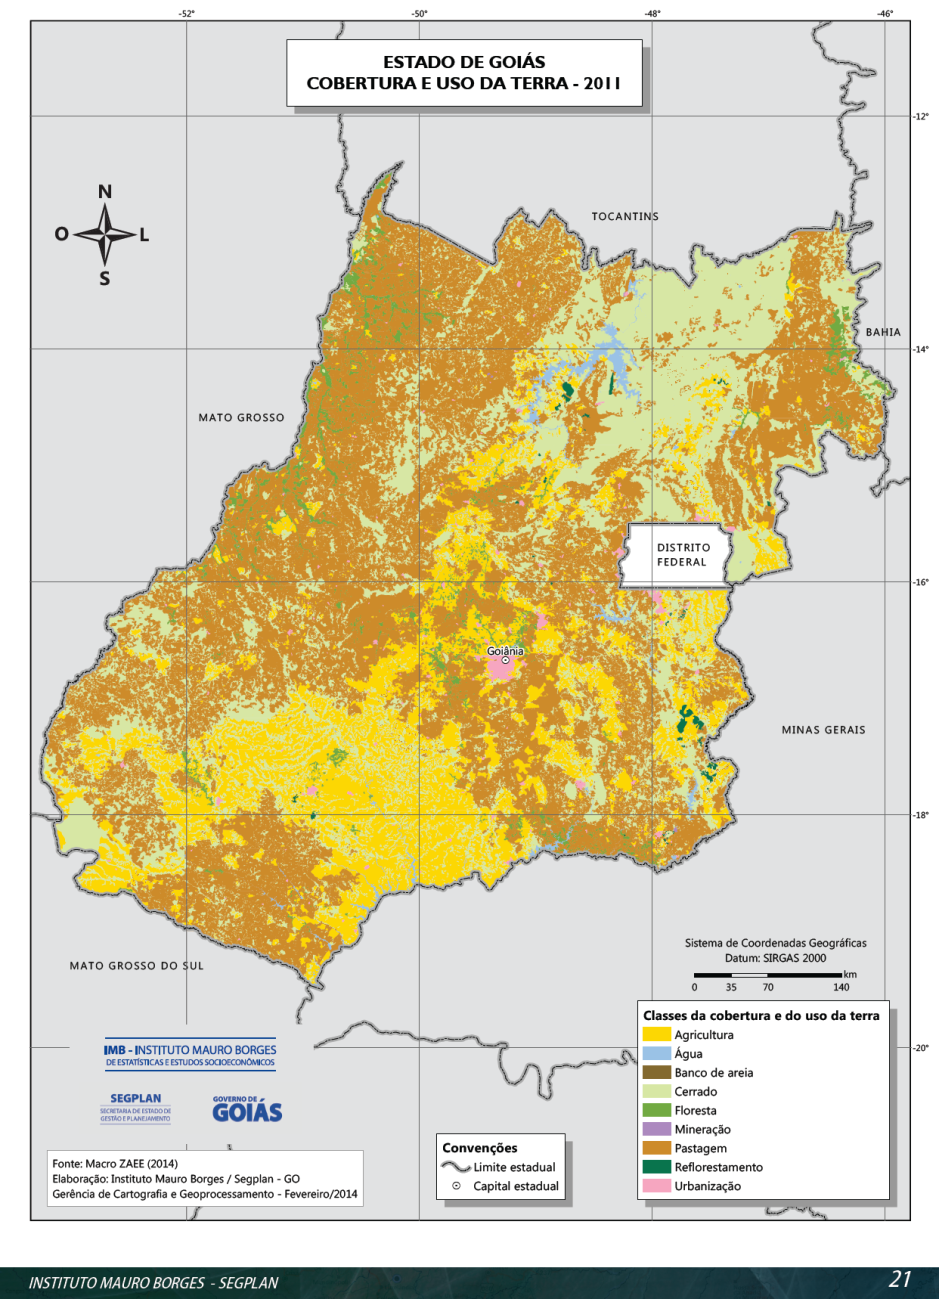 -52°
-50°
-48°
-46°
ESTADO DE GOIÁS
COBERTURA E USO DA TERRA - 2011
-12°
N
O
L
S
TOCANTINS
BAHIA
-14°
MATO GROSSO
DISTRITO
FEDERAL
-16°
Goiânia
MINAS GERAIS
-18°
MATO GROSSO DO SUL
Sistema de Coordenadas Geográficas
Datum: SIRGAS 2000
km
0 35 70 140
Classes da cobertura e do uso da terra
Agricultura
Água
Banco de areia
Cerrado
Floresta
Mineração
Pastagem
Reflorestamento
Urbanização
-20°
IMB - INSTITUTO MAURO BORGES
DE ESTATÍSTICAS E ESTUDOS SOCIOECONÔMICOS
SEGPLAN
SECRETARIA DE ESTADO DE
GESTÃO E PLANEJAMENTO
GOVERNO DE
GOIÁS
Convenções
Limite estadual
Capital estadual
Fonte: Macro ZAEE (2014)
Elaboração: Instituto Mauro Borges / Segplan - GO
Gerência de Cartografia e Geoprocessamento - Fevereiro/2014
INSTITUTO MAURO BORGES - SEGPLAN
21